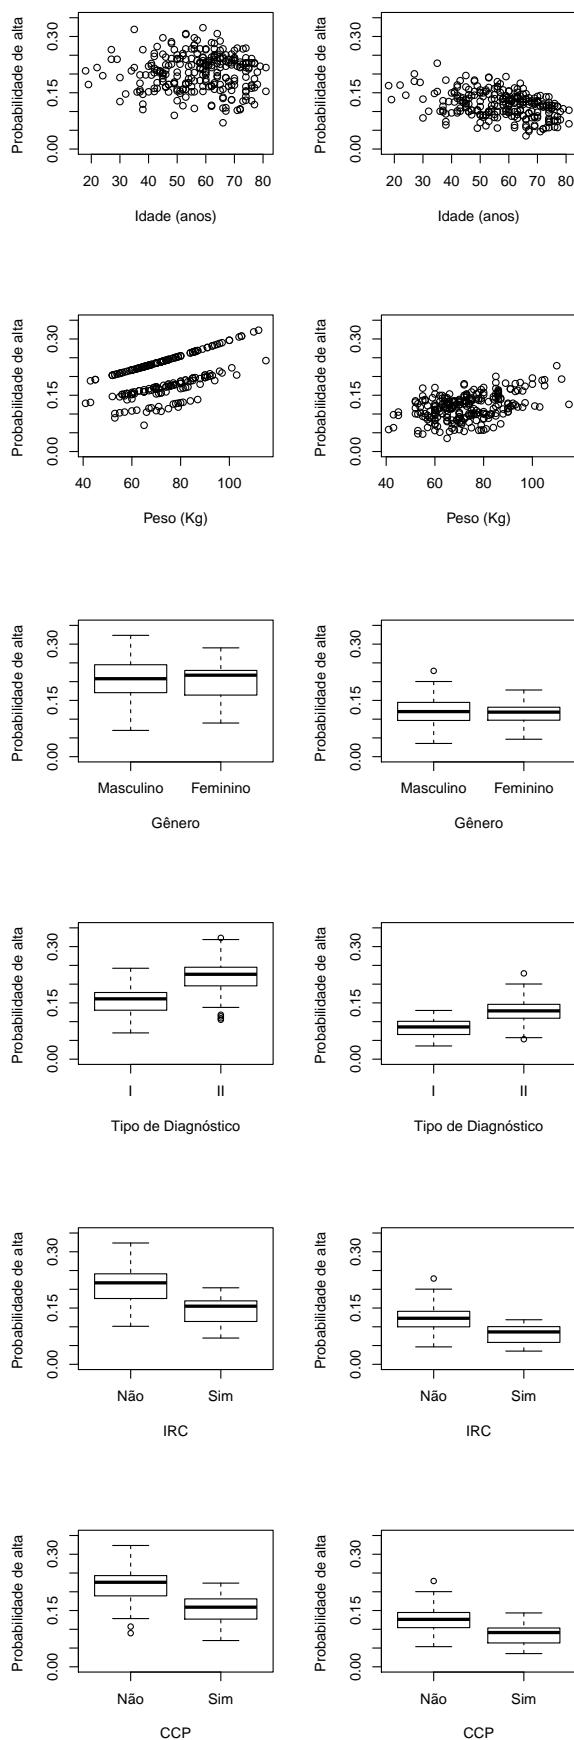 Probabilidade de alta
0.00 0.15 0.30
20 30 40 50 60 70 80
Idade (anos)
Probabilidade de alta
0.00 0.15 0.30
20 30 40 50 60 70 80
Idade (anos)
Probabilidade de alta
0.00 0.15 0.30
40 60 80 100
Peso (Kg)
Probabilidade de alta
0.00 0.15 0.30
40 60 80 100
Peso (Kg)
Probabilidade de alta
0.00 0.15 0.30
Masculino Feminino
Gênero
Probabilidade de alta
0.00 0.15 0.30
Masculino Feminino
Gênero
Probabilidade de alta
0.00 0.15 0.30
I II
Tipo de Diagnóstico
Probabilidade de alta
0.00 0.15 0.30
I II
Tipo de Diagnóstico
Probabilidade de alta
0.00 0.15 0.30
Não Sim
IRC
Probabilidade de alta
0.00 0.15 0.30
Não Sim
IRC
Probabilidade de alta
0.00 0.15 0.30
Não Sim
CCP
Probabilidade de alta
0.00 0.15 0.30
Não Sim
CCP